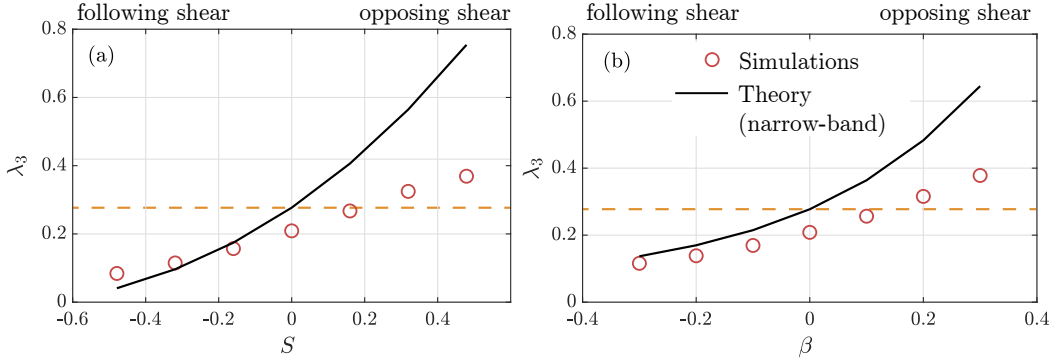 following shear
opposing shear
(a)
0.8
0.6
0.4
0.2
0
λ₃
-0.6
-0.4
-0.2
0
0.2
0.4
S
following shear
opposing shear
(b)
Simulations
Theory
(narrow-band)
0.8
0.6
0.4
0.2
0
λ₃
-0.4
-0.2
0
0.2
0.4
β